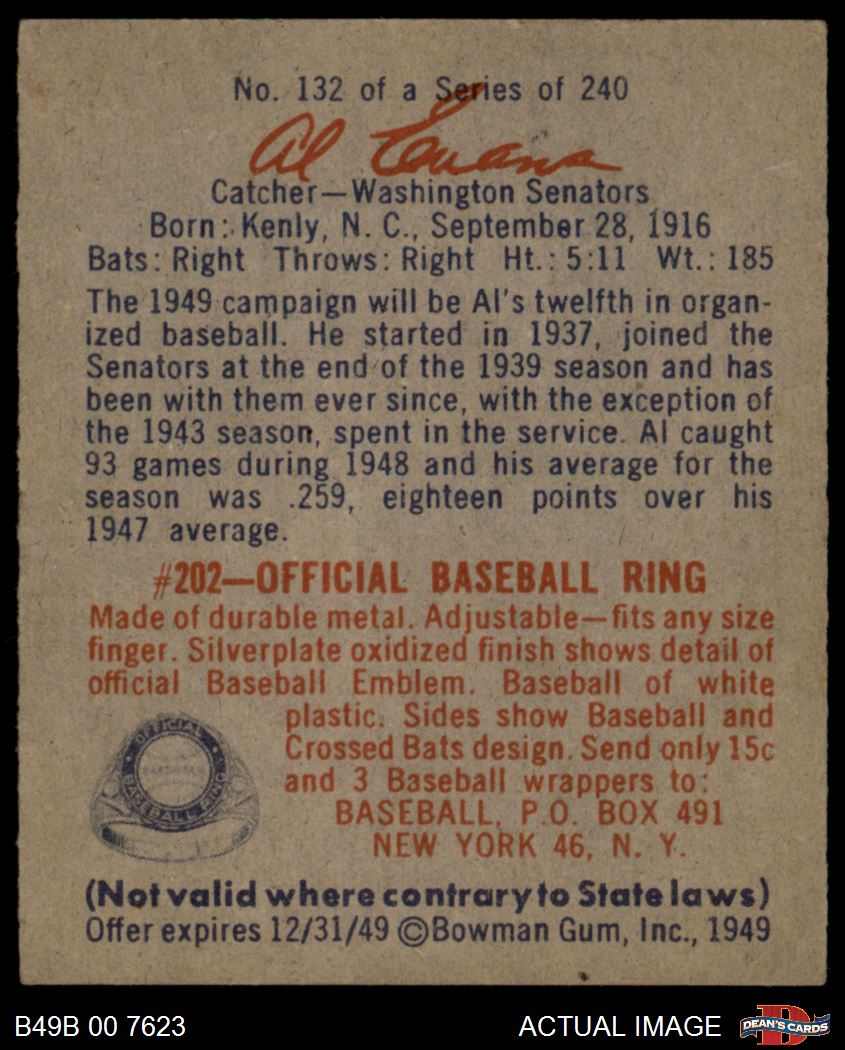 No. 132 of a Series of 240
Al Evans
Catcher—Washington Senators
Born: Kenly, N. C., September 28, 1916
Bats: Right Throws: Right Ht.: 5:11 Wt.: 185
The 1949 campaign will be Al's twelfth in organ-
ized baseball. He started in 1937, joined the
Senators at the end of the 1939 season and has
been with them ever since, with the exception of
the 1943 season, spent in the service. Al caught
93 games during 1948 and his average for the
season was .259, eighteen points over his
1947 average.
#202—OFFICIAL BASEBALL RING
Made of durable metal. Adjustable—fits any size
finger. Silverplate oxidized finish shows detail of
official Baseball Emblem. Baseball of white
plastic. Sides show Baseball and
Crossed Bats design. Send only 15c
and 3 Baseball wrappers to:
BASEBALL, P.O. BOX 491
NEW YORK 46, N. Y.
OFFICIAL
BASEBALL RING
(Not valid where contrary to State laws)
Offer expires 12/31/49 ©Bowman Gum, Inc., 1949
B49B 00 7623
ACTUAL IMAGE
DEAN'S CARDS